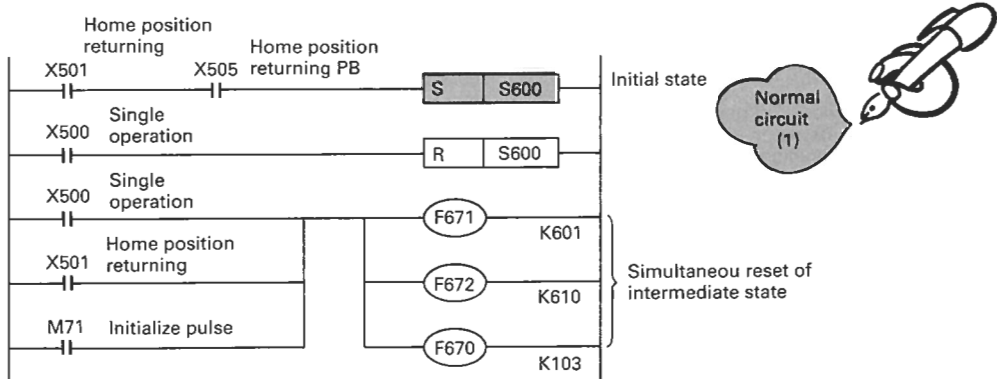 Home position
returning
X501
X505
Home position
returning PB
S S600
Initial state
X500
Single
operation
R S600
X500
Single
operation
F671
K601
X501
Home position
returning
F672
K610
M71 Initialize pulse
F670
K103
Simultaneou reset of
intermediate state
Normal
circuit
(1)